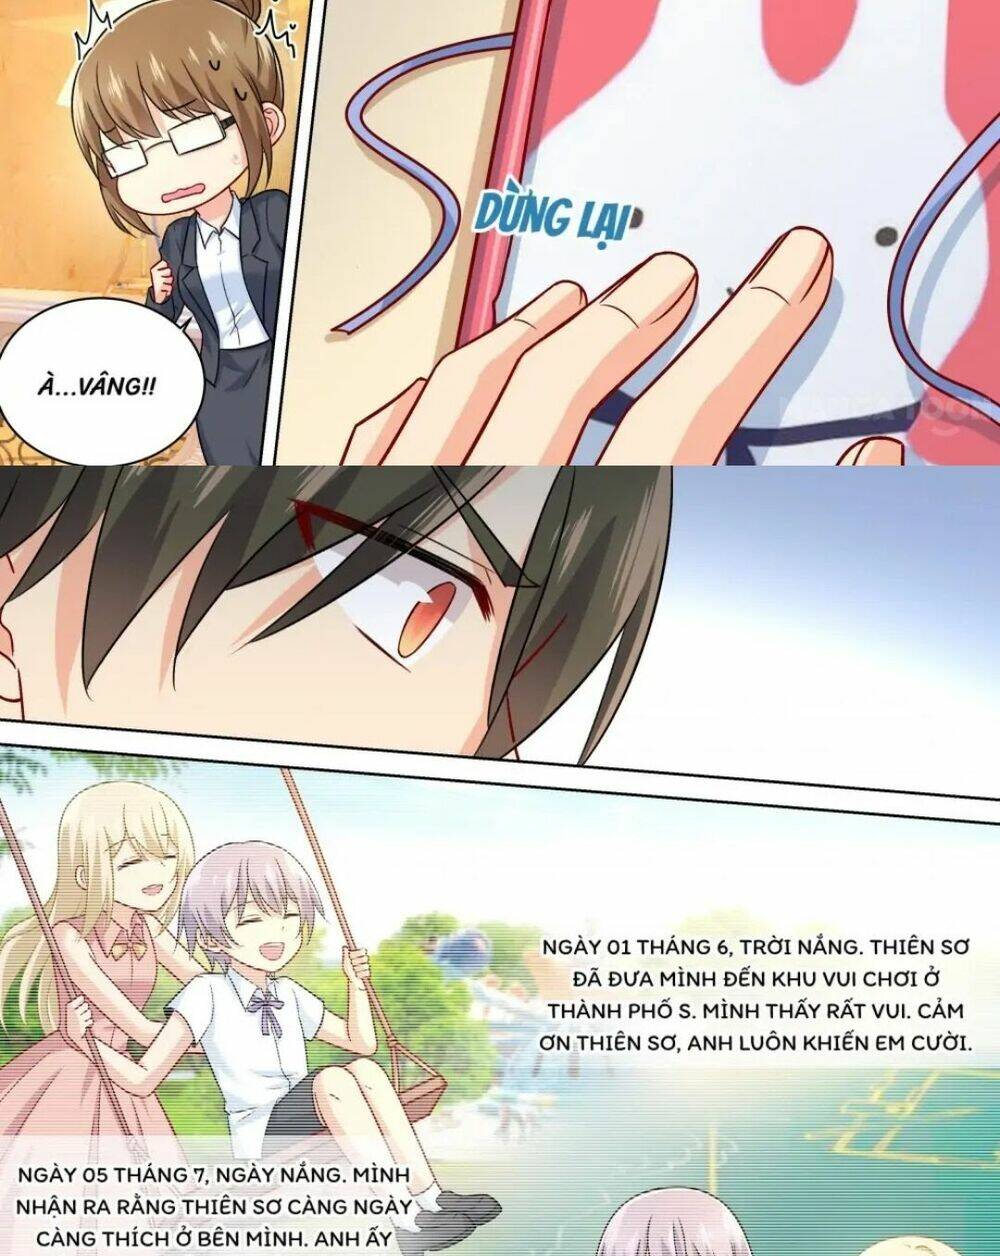 DỪNG LẠI
À...VÂNG!!
NGÀY 01 THÁNG 6, TRỜI NẮNG. THIÊN SƠ
ĐÃ ĐƯA MÌNH ĐẾN KHU VUI CHƠI Ở
THÀNH PHỐ S. MÌNH THẤY RẤT VUI. CẢM
ƠN THIÊN SƠ, ANH LUÔN KHIẾN EM CƯỜI.
NGÀY 05 THÁNG 7, NGÀY NẮNG. MÌNH
NHẬN RA RẰNG THIÊN SƠ CÀNG NGÀY
CÀNG THÍCH Ở BÊN MÌNH. ANH ẤY